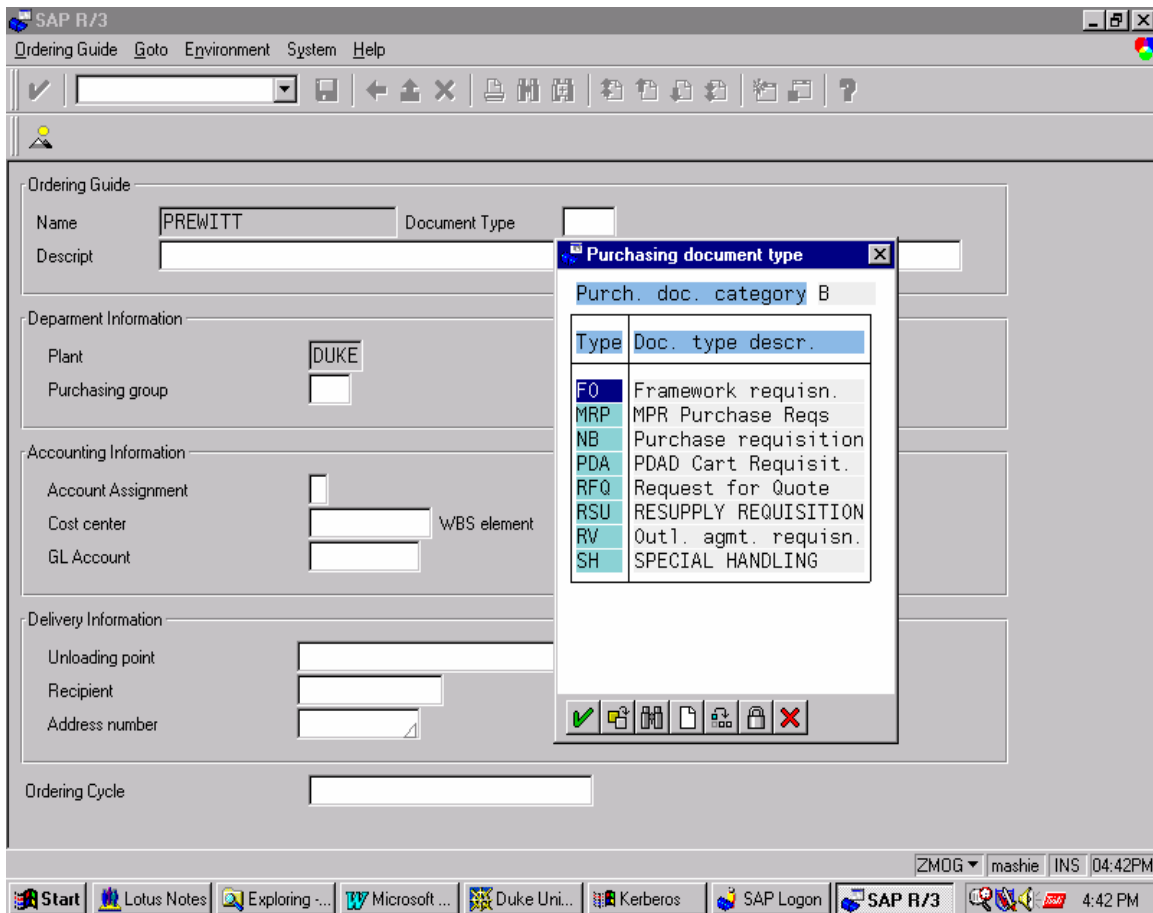 SAP R/3
Ordering Guide Goto Environment System Help
Ordering Guide
Name PREWITT Document Type
Descript
Purchasing document type
Purch. doc. category B
Type Doc. type descr.
FO Framework requisn.
MRP MPR Purchase Reqs
NB Purchase requisition
PDA PDAD Cart Requisit.
RFQ Request for Quote
RSU RESUPPLY REQUISITION
RV Outl. agmt. requisn.
SH SPECIAL HANDLING
Deparment Information
Plant DUKE
Purchasing group
Accounting Information
Account Assignment
Cost center WBS element
GL Account
Delivery Information
Unloading point
Recipient
Address number
Ordering Cycle
ZMOG mashie INS 04:42PM
Start Lotus Notes Exploring -... Microsoft ... Duke Uni... Kerberos SAP Logon SAP R/3 4:42 PM